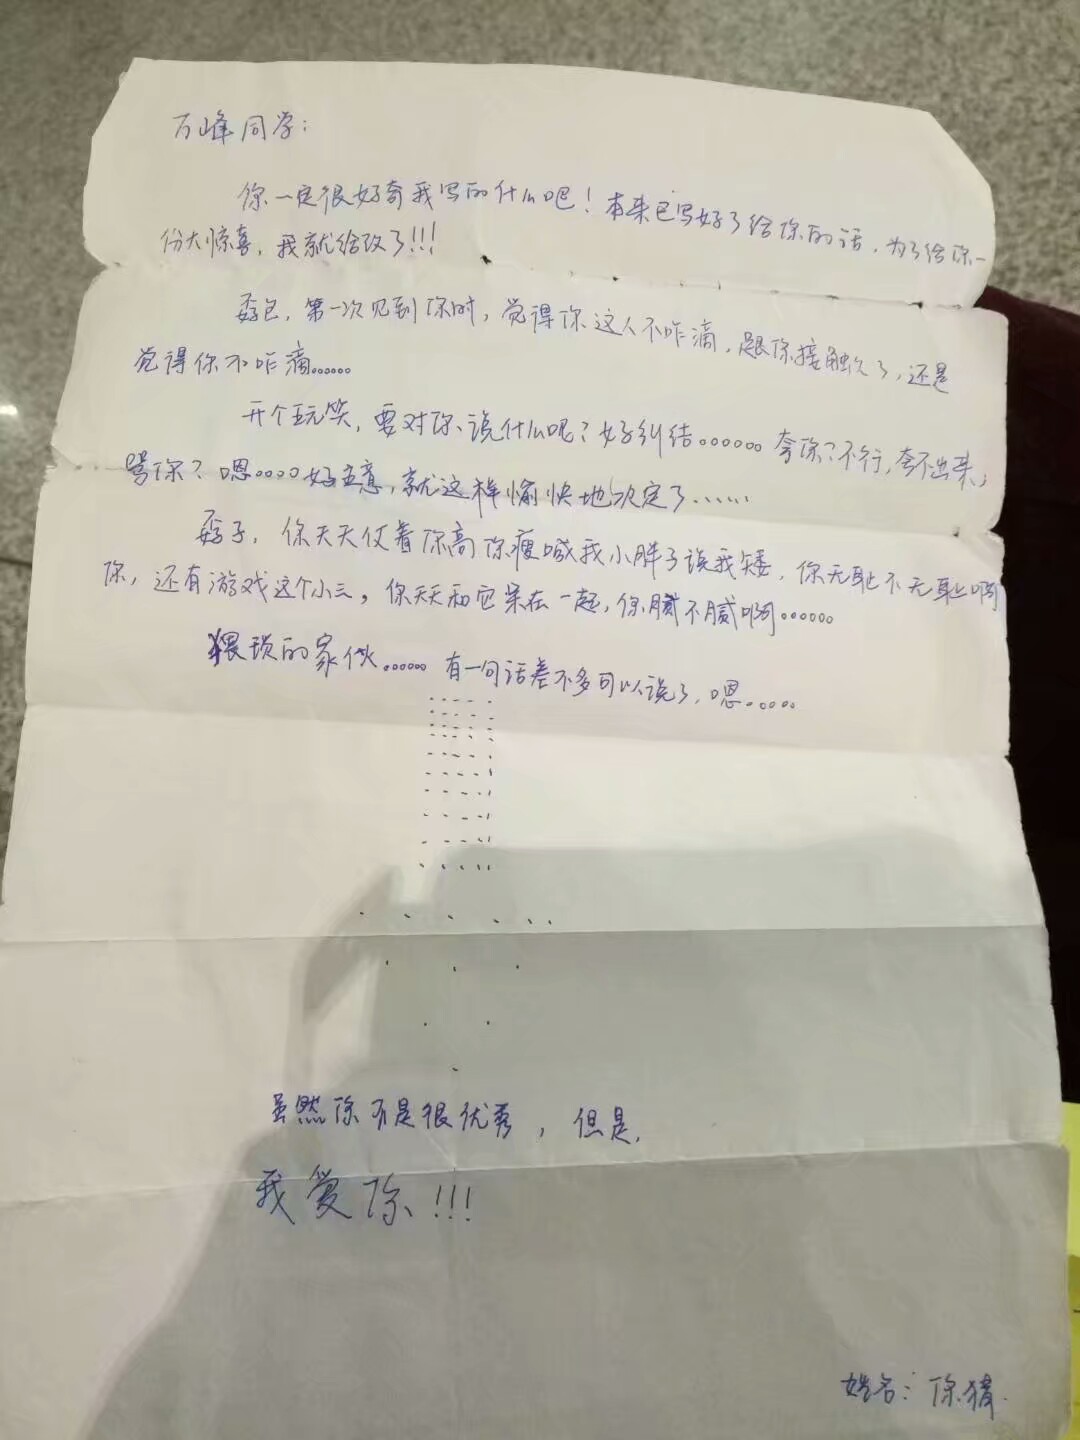 万峰同学：
你一定很好奇我写的什么吧！本来已写好了给你的话，为了给你一
份大惊喜，我就给改了!!!
第一次见到你时，觉得你这人不咋滴，跟你接触久了，还是
觉得你不咋滴......
开个玩笑，要对你说什么呢？好纠结。。。。。。夸你？不行，夸不出来，
骂你？嗯。。。。好主意，就这样愉快地决定了......
你天天仗着你高你瘦喊我小胖子说我矮，你无耻不无耻啊
你，还有游戏这个小三，你天天和它呆在一起，你腻不腻啊。。。。。。
猥琐的家伙...... 有一句话差不多可以说了，嗯......
虽然你不是很优秀，但是，
我爱你!!!
姓名：你猜.